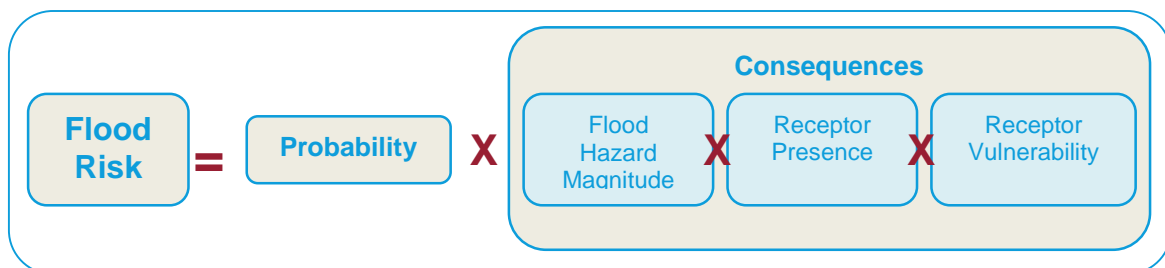 Consequences
Flood
Risk
=
Probability
X
Flood
Hazard
Magnitude
X
Receptor
Presence
X
Receptor
Vulnerability